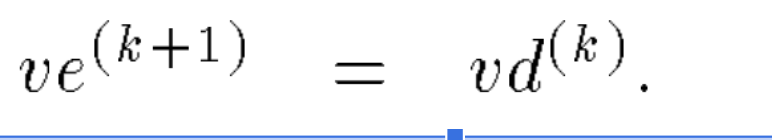 ve^{(k+1)} = vd^{(k)}.